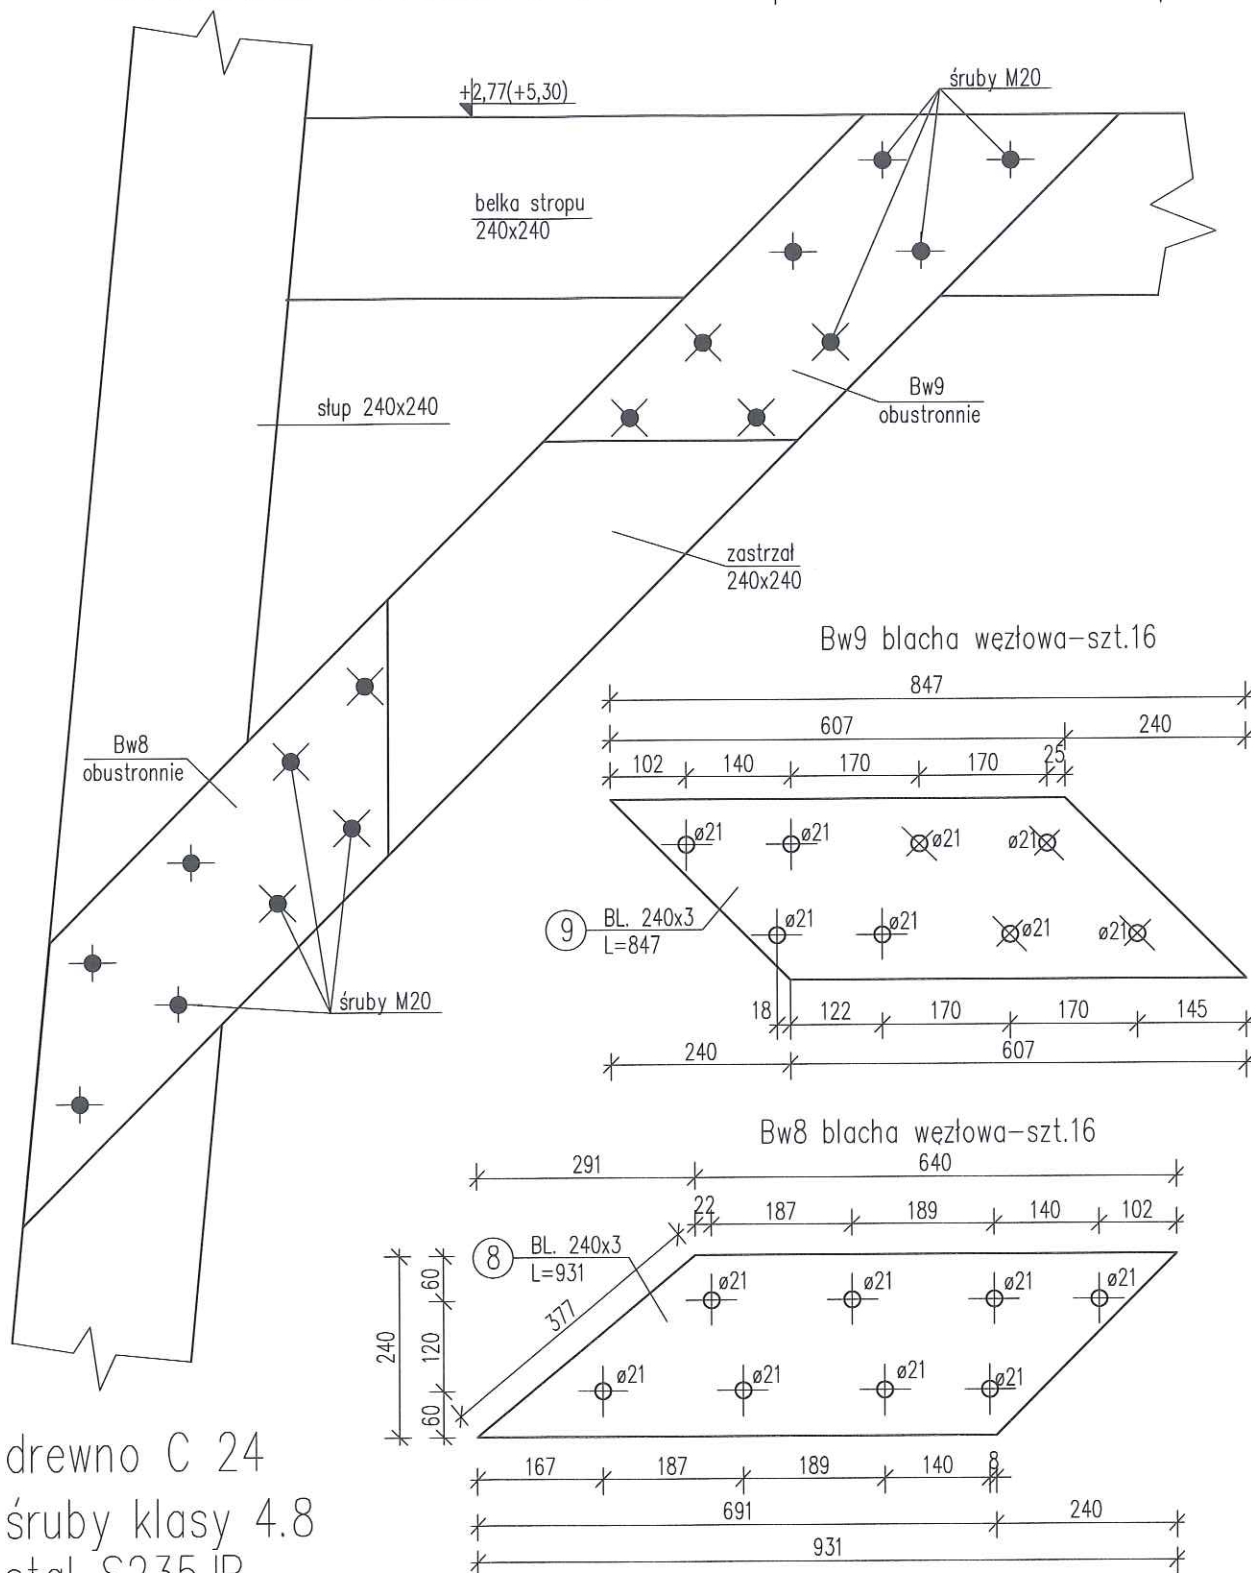 +2,77(+5,30)
śruby M20
belka stropu
240x240
słup 240x240
Bw9
obustronnie
zastrzał
240x240
Bw8
obustronnie
śruby M20
Bw9 blacha węzłowa-szt.16
847
607
240
102
140
170
170
25
ø21
ø21
ø21
ø21
9
BL. 240x3
L=847
ø21
ø21
ø21
ø21
18
122
170
170
145
240
607
Bw8 blacha węzłowa-szt.16
291
640
22
187
189
140
102
8
BL. 240x3
L=931
377
240
60
120
60
ø21
ø21
ø21
ø21
ø21
ø21
ø21
ø21
167
187
189
140
691
240
931
drewno C 24
śruby klasy 4.8